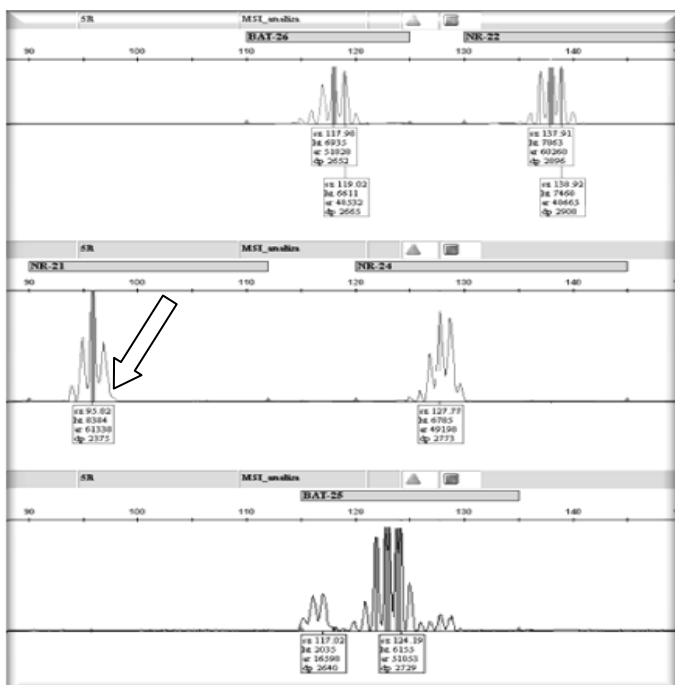 5R MSI_analiza
90 100 110 120 130 140
BAT-26 NR-22
sz 117.98
ht 6935
ar 51828
dp 2652
sz 119.02
ht 6611
ar 48532
dp 2665
sz 137.91
ht 7863
ar 60260
dp 2896
sz 138.92
ht 7468
ar 48665
dp 2908
5R MSI_analiza
NR-21 NR-24
90 100 110 120 130 140
sz 95.82
ht 8384
ar 61338
dp 2375
sz 127.77
ht 6785
ar 49198
dp 2773
5R MSI_analiza
BAT-25
90 100 110 120 130 140
sz 117.02
ht 2035
ar 16598
dp 2640
sz 124.19
ht 6155
ar 51053
dp 2729